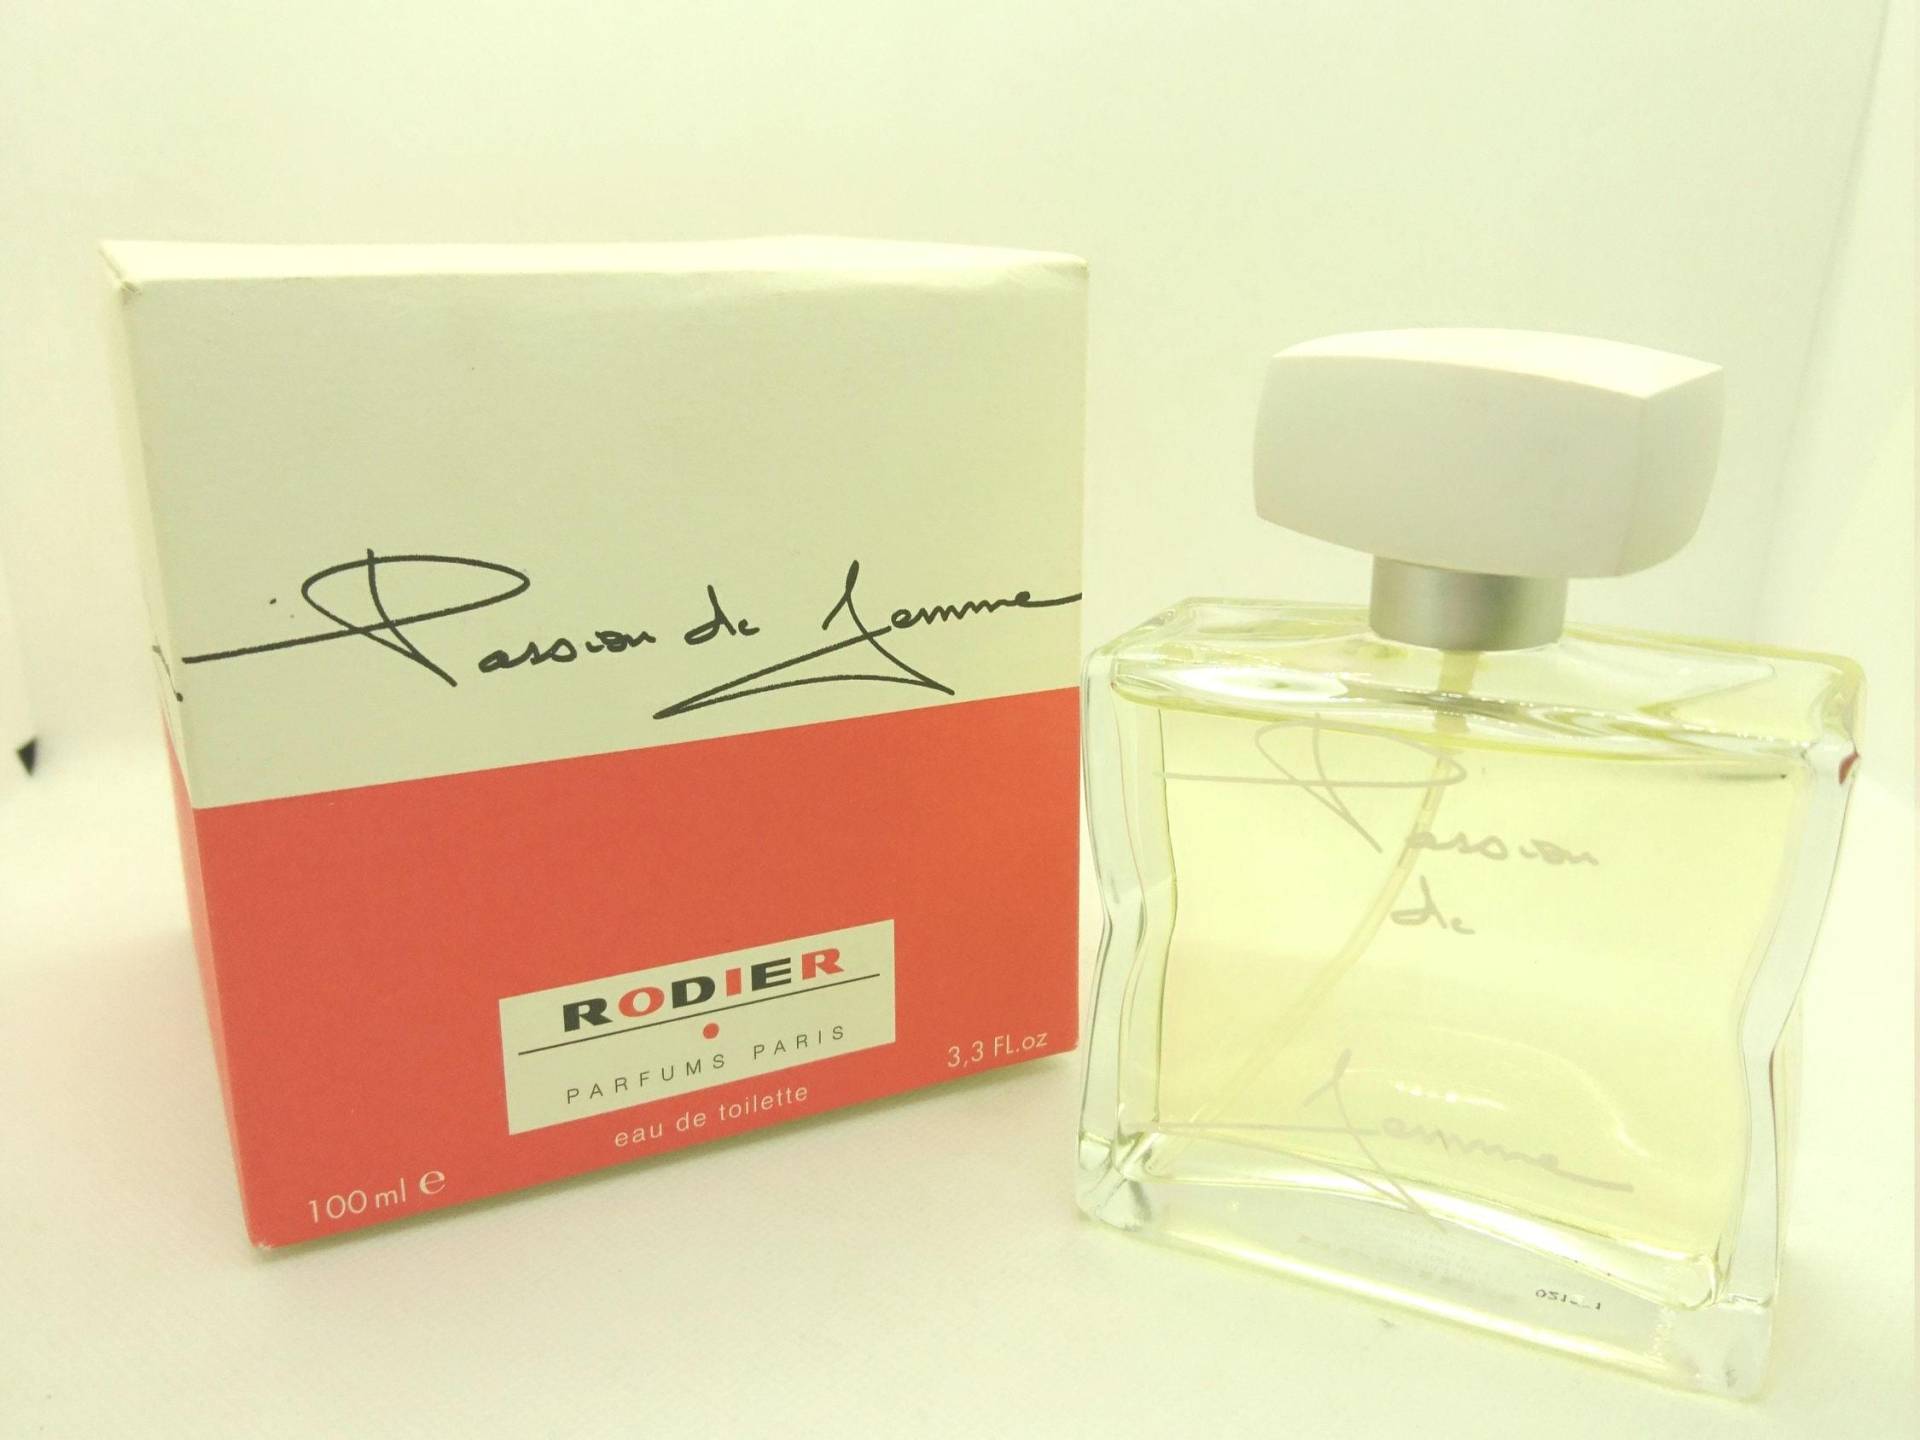 Passion de femme
RODIER
PARFUMS PARIS
eau de toilette
100 ml e
3,3 FL.oz
Passion
de
femme